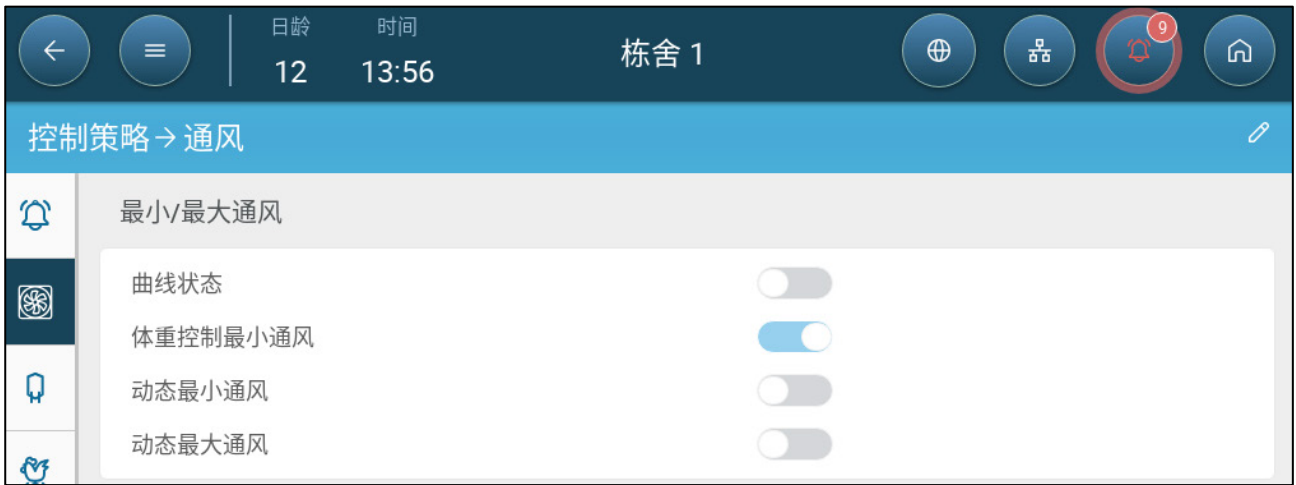 日龄 时间 9
12 13:56 栋舍 1
控制策略→通风
最小/最大通风
曲线状态
体重控制最小通风
动态最小通风
动态最大通风